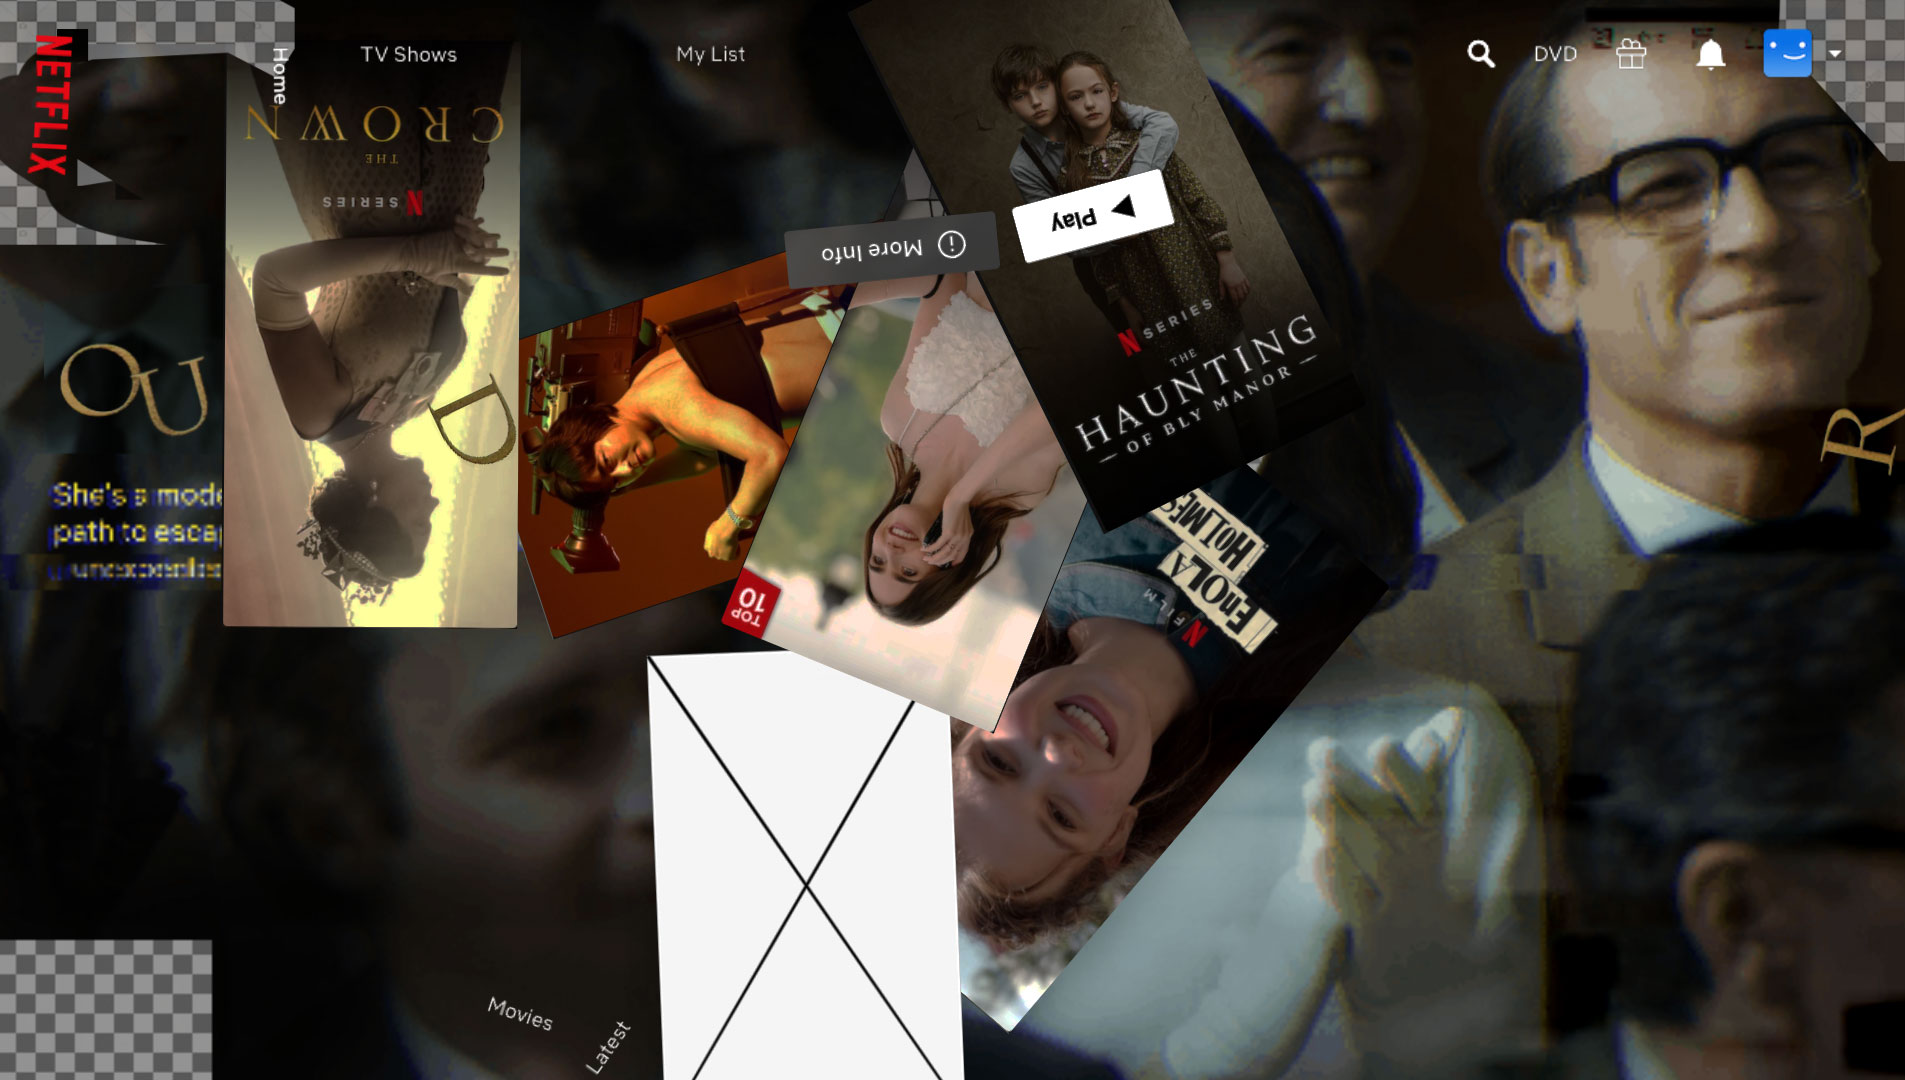 NETFLIX
Home
TV Shows
My List
DVD
THE
CROWN
N SERIES
Play
More Info
N SERIES
THE
HAUNTING
OF BLY MANOR
OU
D
R
She's a mode
path to escap
TOP
10
ENOLA
HOLMES
N FILM
Movies
Latest